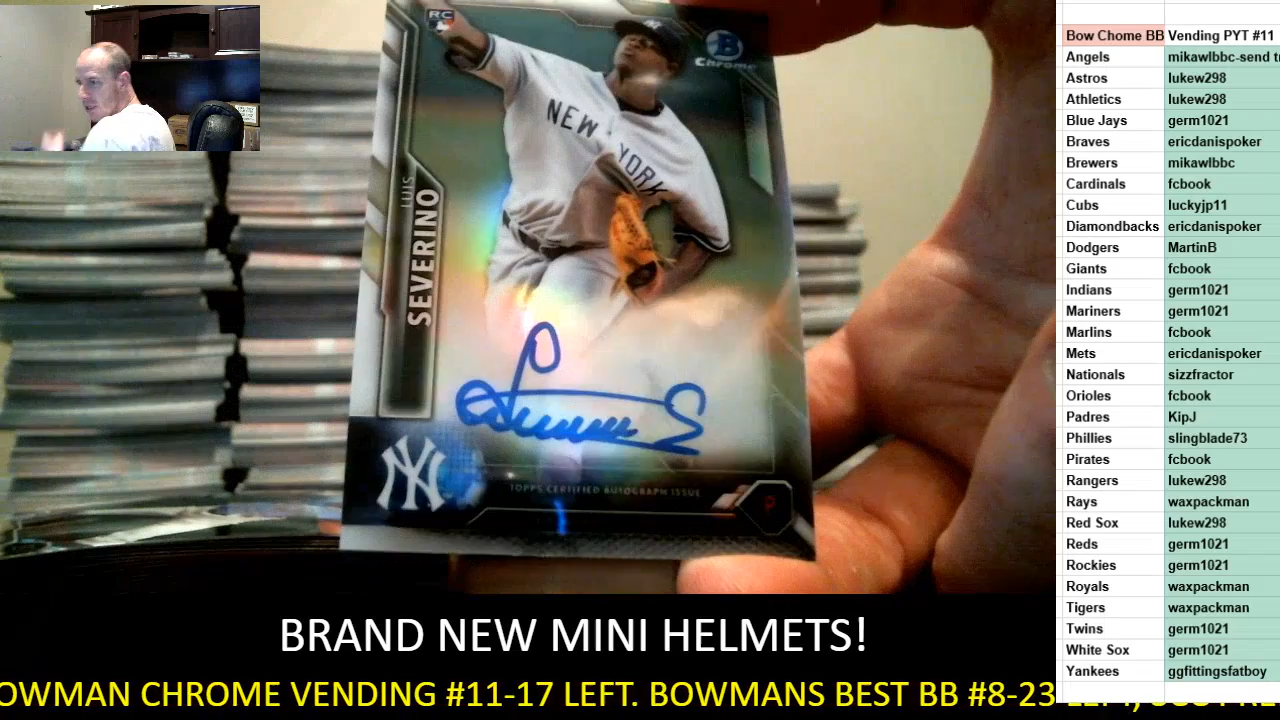 RC
Chrome
NEW YORK
LUIS
SEVERINO
NY
TOPPS CERTIFIED AUTOGRAPH ISSUE
P
BRAND NEW MINI HELMETS!
OWMAN CHROME VENDING #11-17 LEFT. BOWMANS BEST BB #8-23
Bow Chome BB Vending PYT #11
Angels mikawlbbc-send
Astros lukew298
Athletics lukew298
Blue Jays germ1021
Braves ericdanispoker
Brewers mikawlbbc
Cardinals fcbook
Cubs luckyjp11
Diamondbacks ericdanispoker
Dodgers MartinB
Giants fcbook
Indians germ1021
Mariners germ1021
Marlins fcbook
Mets ericdanispoker
Nationals sizzfractor
Orioles fcbook
Padres KipJ
Phillies slingblade73
Pirates fcbook
Rangers lukew298
Rays waxpackman
Red Sox lukew298
Reds germ1021
Rockies germ1021
Royals waxpackman
Tigers waxpackman
Twins germ1021
White Sox germ1021
Yankees ggfittingsfatboy